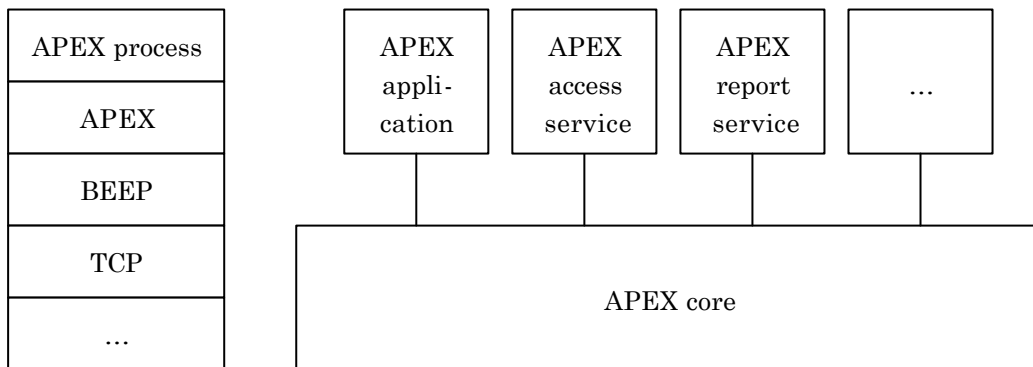 APEX process
APEX
BEEP
TCP
...
APEX
appli-
cation
APEX
access
service
APEX
report
service
...
APEX core